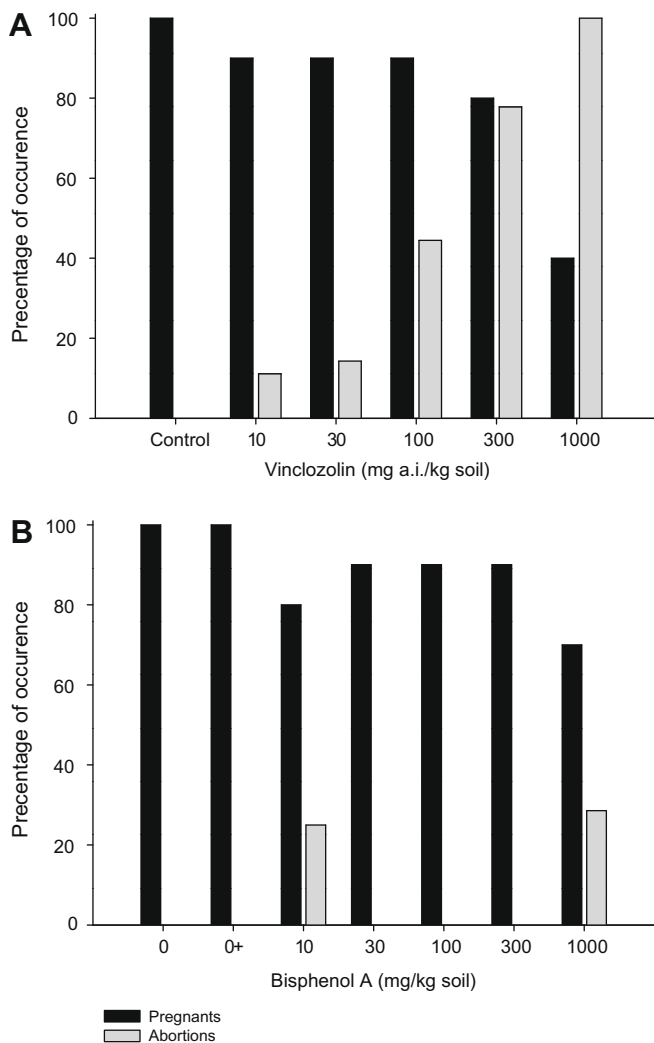 A
Precentage of occurence
100
80
60
40
20
0
Control 10 30 100 300 1000
Vinclozolin (mg a.i./kg soil)
B
Precentage of occurence
100
80
60
40
20
0
0 0+ 10 30 100 300 1000
Bisphenol A (mg/kg soil)
Pregnants
Abortions